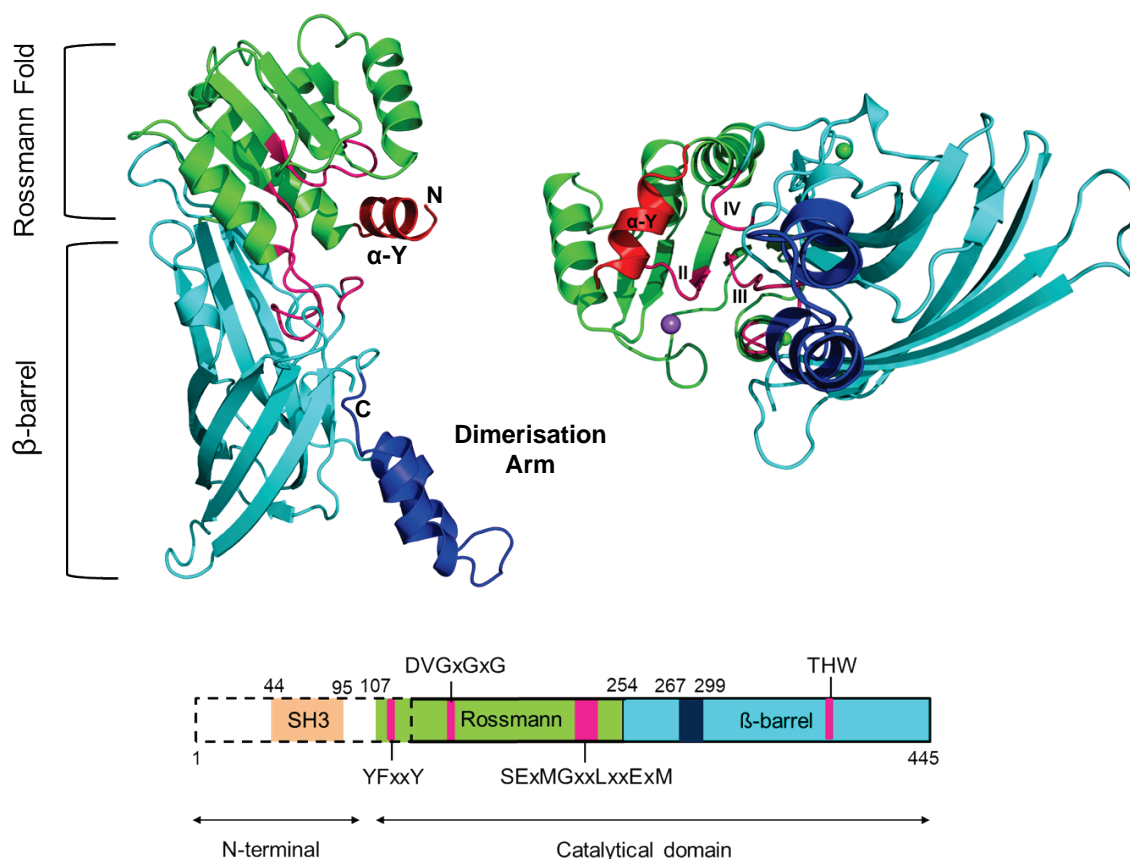 Rossmann Fold
β-barrel
N
α-Y
C
Dimerisation
Arm
α-Y
II
III
IV
DVGxGxG
THW
44
95
107
254
267
299
SH3
Rossmann
ß-barrel
1
445
YFxxY
SExMGxxLxxExM
N-terminal
Catalytical domain